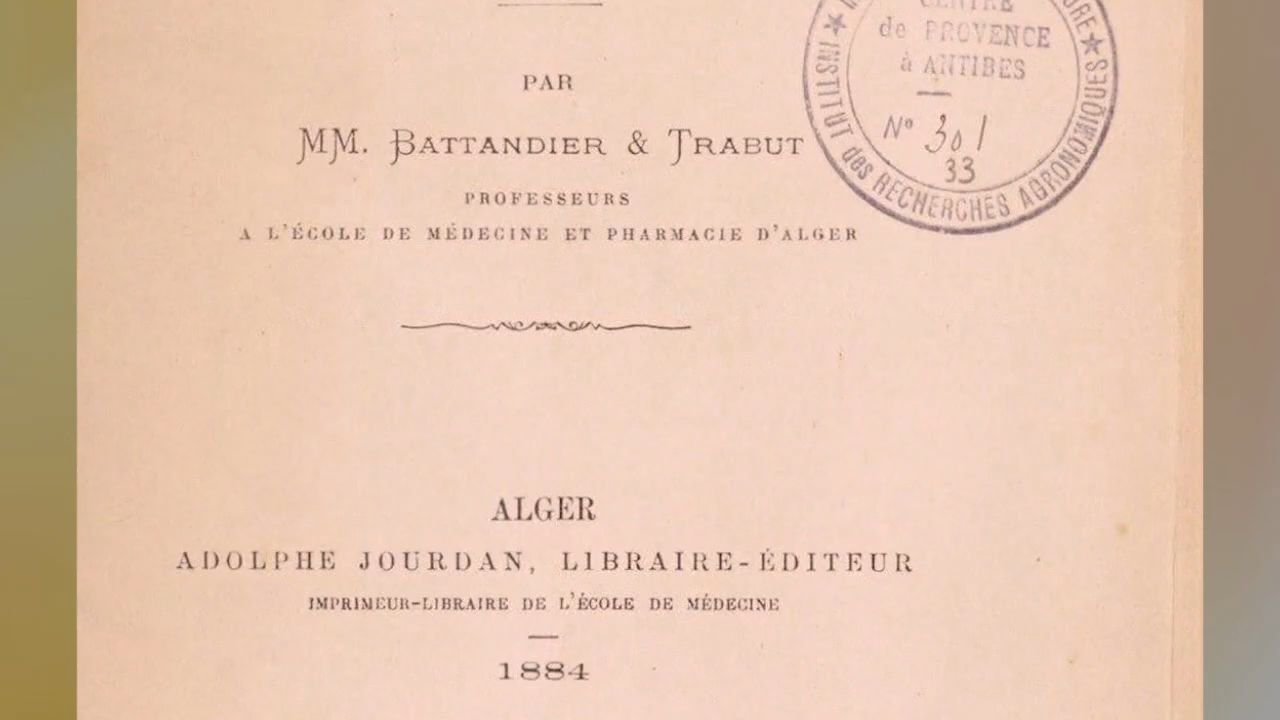 PAR
MM. BATTANDIER & TRABUT
PROFESSEURS
A L'ÉCOLE DE MÉDECINE ET PHARMACIE D'ALGER
CENTRE
de PROVENCE
à ANTIBES
N° 301
33
INSTITUT des RECHERCHES AGRONOMIQUES
ALGER
ADOLPHE JOURDAN, LIBRAIRE-ÉDITEUR
IMPRIMEUR-LIBRAIRE DE L'ÉCOLE DE MÉDECINE
1884